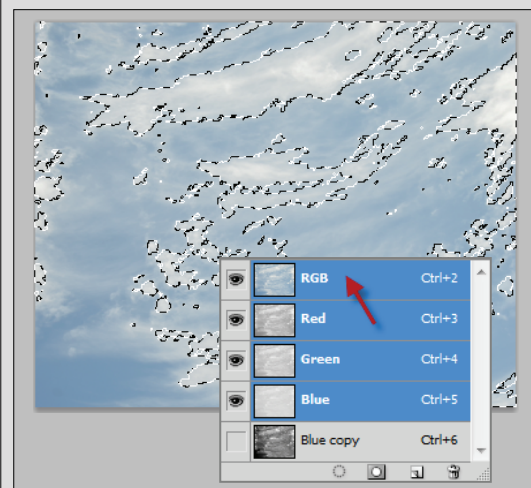 RGB Ctrl+2
Red Ctrl+3
Green Ctrl+4
Blue Ctrl+5
Blue copy Ctrl+6